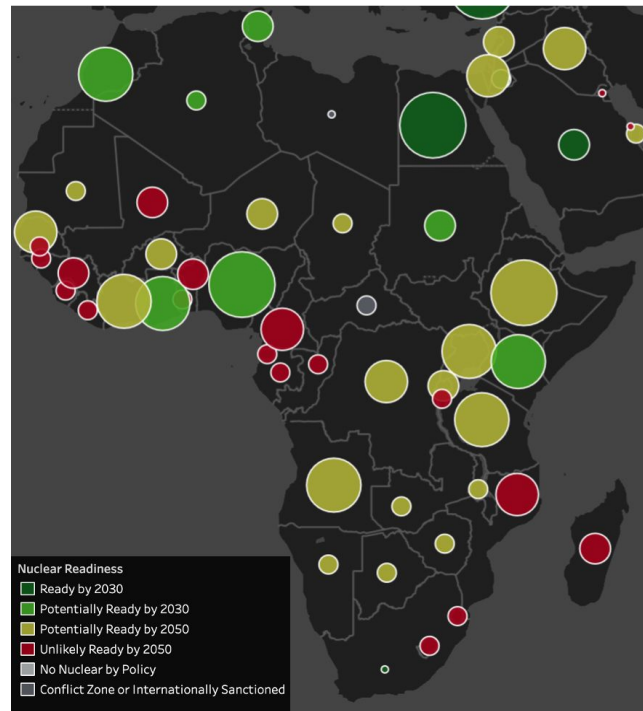 Nuclear Readiness
Ready by 2030
Potentially Ready by 2030
Potentially Ready by 2050
Unlikely Ready by 2050
No Nuclear by Policy
Conflict Zone or Internationally Sanctioned